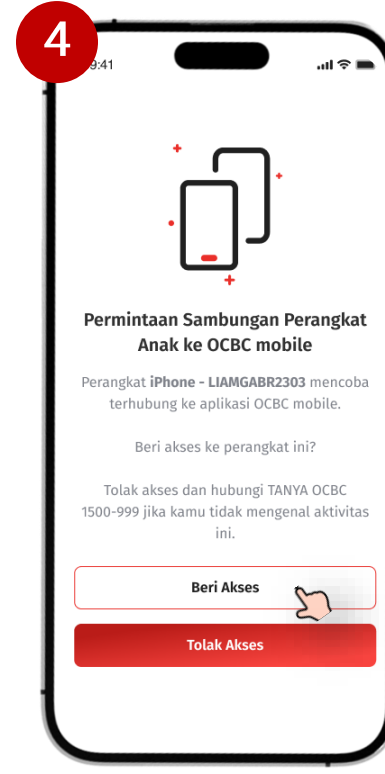 4
9:41
Permintaan Sambungan Perangkat
Anak ke OCBC mobile
Perangkat iPhone - LIAMGABR2303 mencoba
terhubung ke aplikasi OCBC mobile.
Beri akses ke perangkat ini?
Tolak akses dan hubungi TANYA OCBC
1500-999 jika kamu tidak mengenal aktivitas
ini.
Beri Akses
Tolak Akses